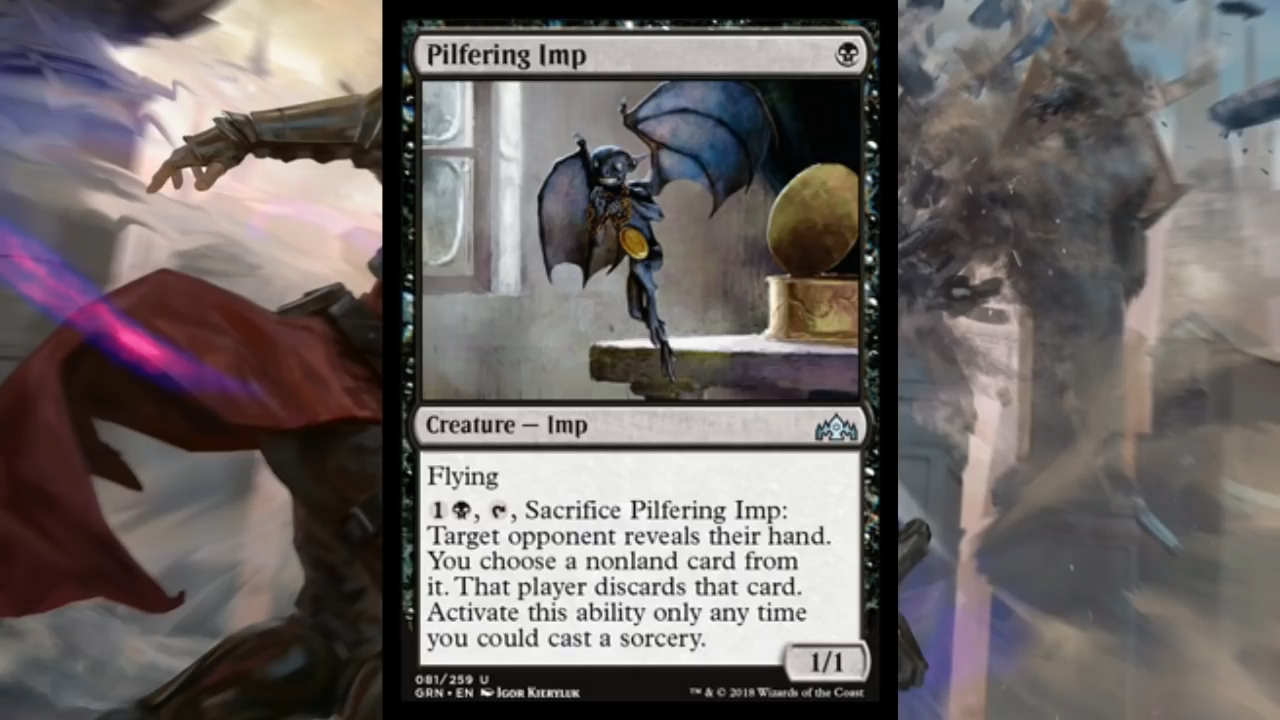 Pilfering Imp
Creature — Imp
Flying
1, , Sacrifice Pilfering Imp:
Target opponent reveals their hand.
You choose a nonland card from
it. That player discards that card.
Activate this ability only any time
you could cast a sorcery.
1/1
081/259 U
GRN • EN Igor Kieryluk
™ & © 2018 Wizards of the Coast